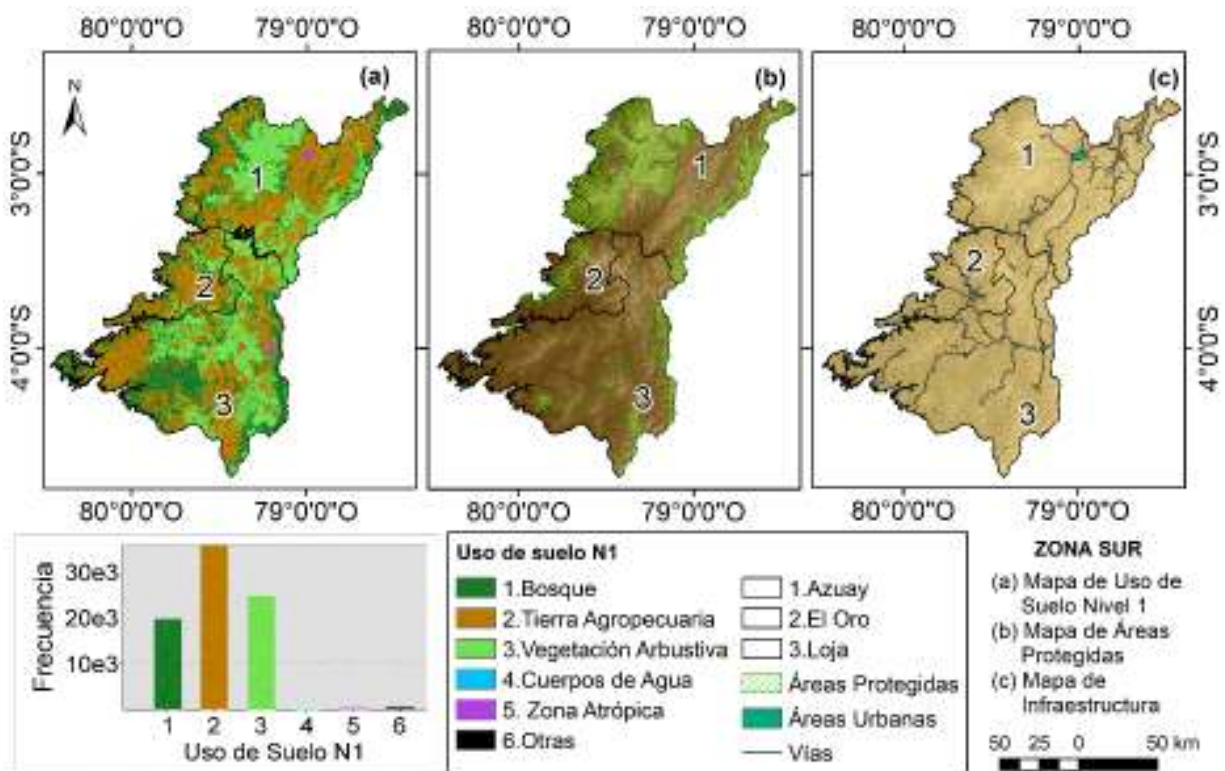 80°0'0"O 79°0'0"O 80°0'0"O 79°0'0"O 80°0'0"O 79°0'0"O
N
(a) (b) (c)
3°0'0"S 3°0'0"S
4°0'0"S 4°0'0"S
1 1 1
2 2 2
3 3 3
80°0'0"O 79°0'0"O 80°0'0"O 79°0'0"O 80°0'0"O 79°0'0"O
Frecuencia
30e3
20e3
10e3
1 2 3 4 5 6
Uso de Suelo N1
Uso de suelo N1
1.Bosque
2.Tierra Agropecuaria
3.Vegetación Arbustiva
4.Cuerpos de Agua
5. Zona Atrópica
6.Otras
1.Azuay
2.El Oro
3.Loja
Áreas Protegidas
Áreas Urbanas
Vías
ZONA SUR
(a) Mapa de Uso de
Suelo Nivel 1
(b) Mapa de Áreas
Protegidas
(c) Mapa de
Infraestructura
50 25 0 50 km